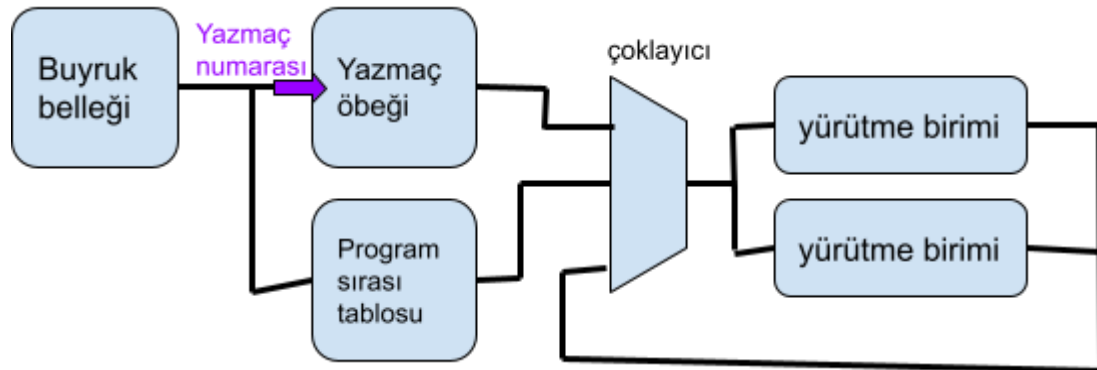 Buyruk
belleği
Yazmaç
numarası
Yazmaç
öbeği
Program
sırası
tablosu
çoklayıcı
yürütme birimi
yürütme birimi